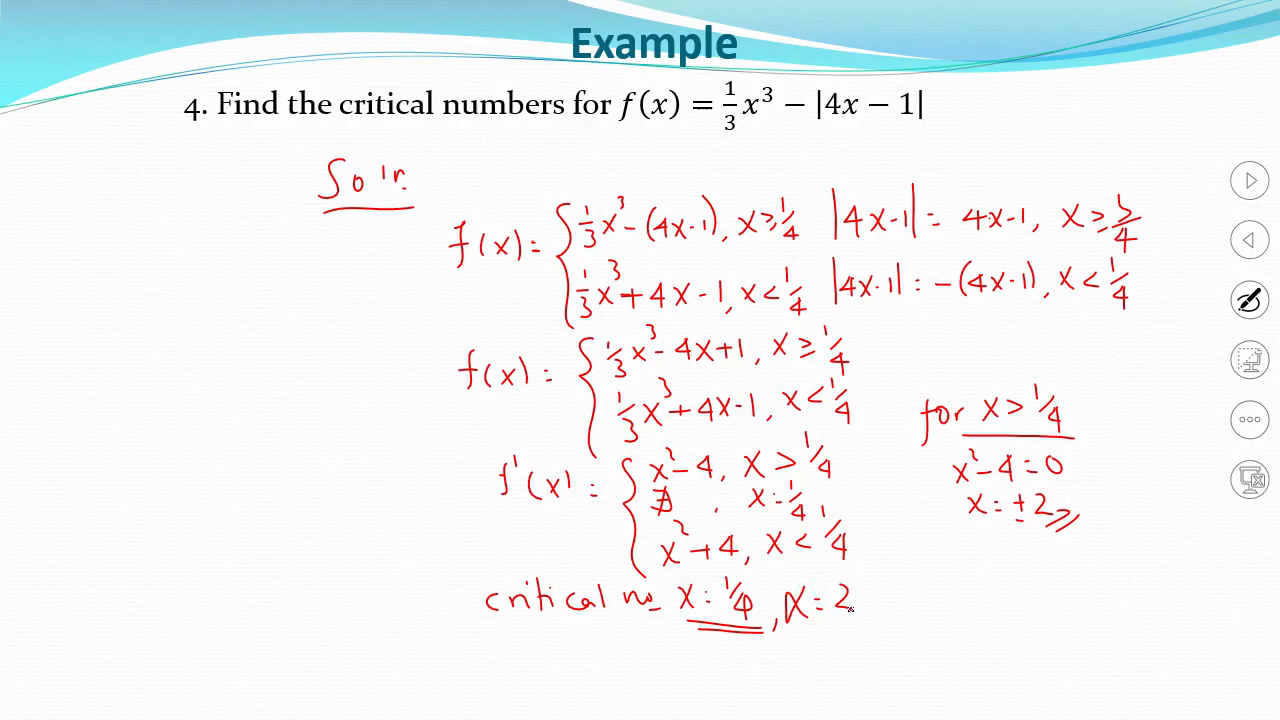 Example
4. Find the critical numbers for f(x) = 1/3 x³ − |4x − 1|
Soln.
f(x) = { 1/3 x³ − (4x-1), x ≥ 1/4
1/3 x³ + 4x − 1, x < 1/4
|4x-1| = 4x-1, x ≥ /4
|4x-1| = −(4x-1), x < 1/4
f(x) = { 1/3 x³ − 4x+1, x ≥ 1/4
1/3 x³ + 4x-1, x < 1/4
f'(x) = { x² − 4, x > 1/4
∄, x = 1/4
x² + 4, x < 1/4
for x > 1/4
x² − 4 = 0
x = ± 2
critical no x = 1/4, x = 2